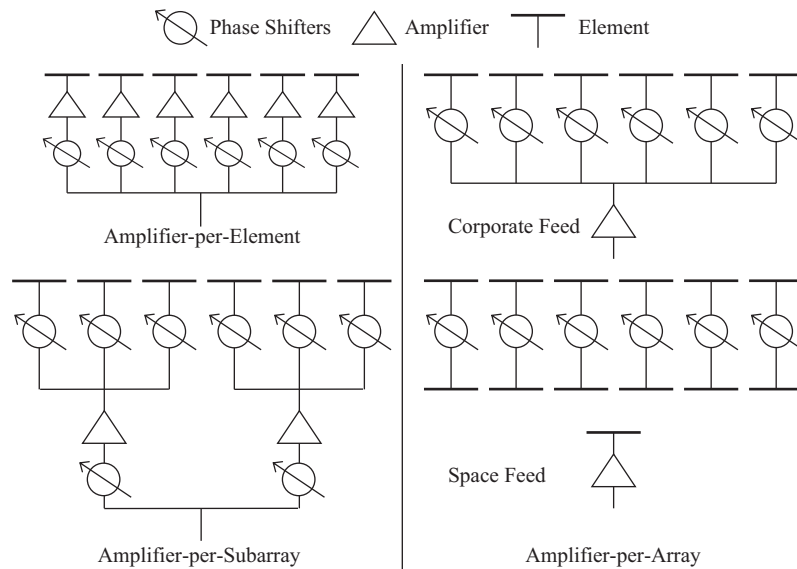 Phase Shifters
Amplifier
Element
Amplifier-per-Element
Corporate Feed
Space Feed
Amplifier-per-Subarray
Amplifier-per-Array